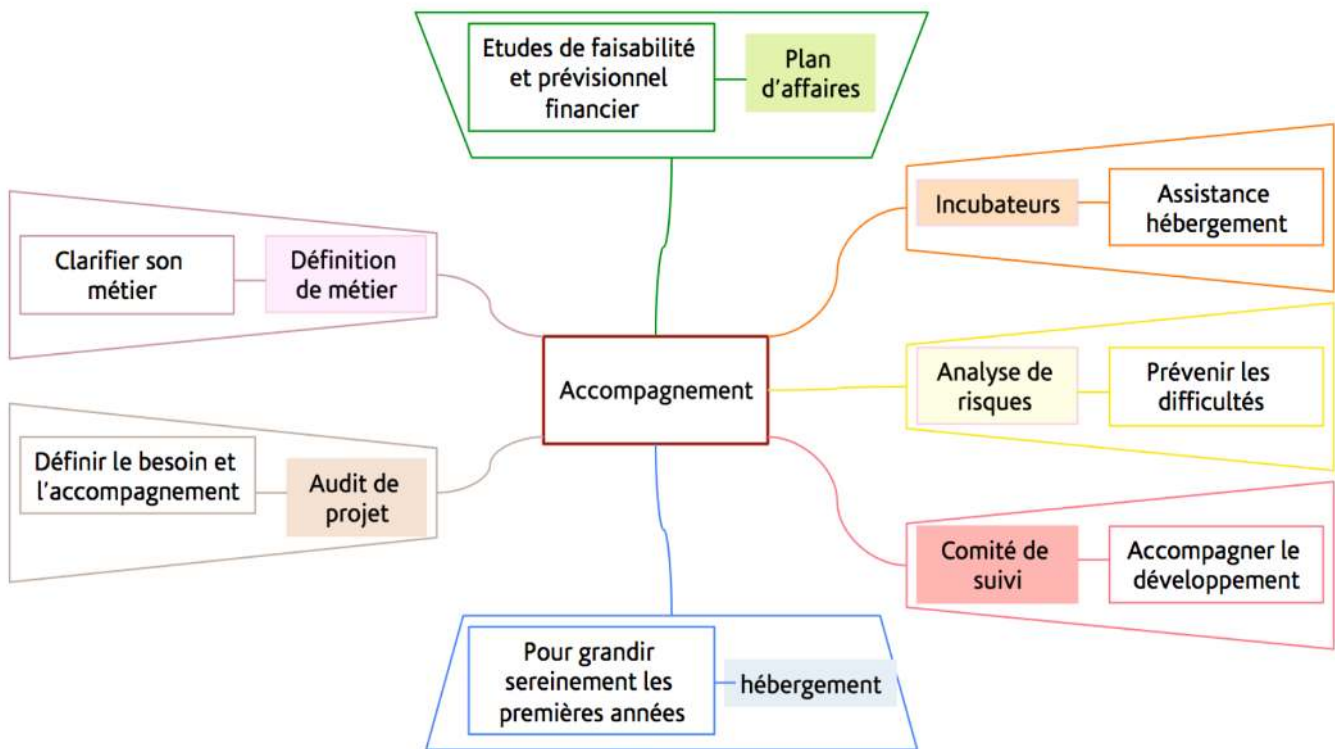 Etudes de faisabilité
et prévisionnel
financier
Plan
d'affaires
Incubateurs
Assistance
hébergement
Clarifier son
métier
Définition
de métier
Accompagnement
Analyse de
risques
Prévenir les
difficultés
Définir le besoin et
l'accompagnement
Audit de
projet
Comité de
suivi
Accompagner le
développement
Pour grandir
sereinement les
premières années
hébergement